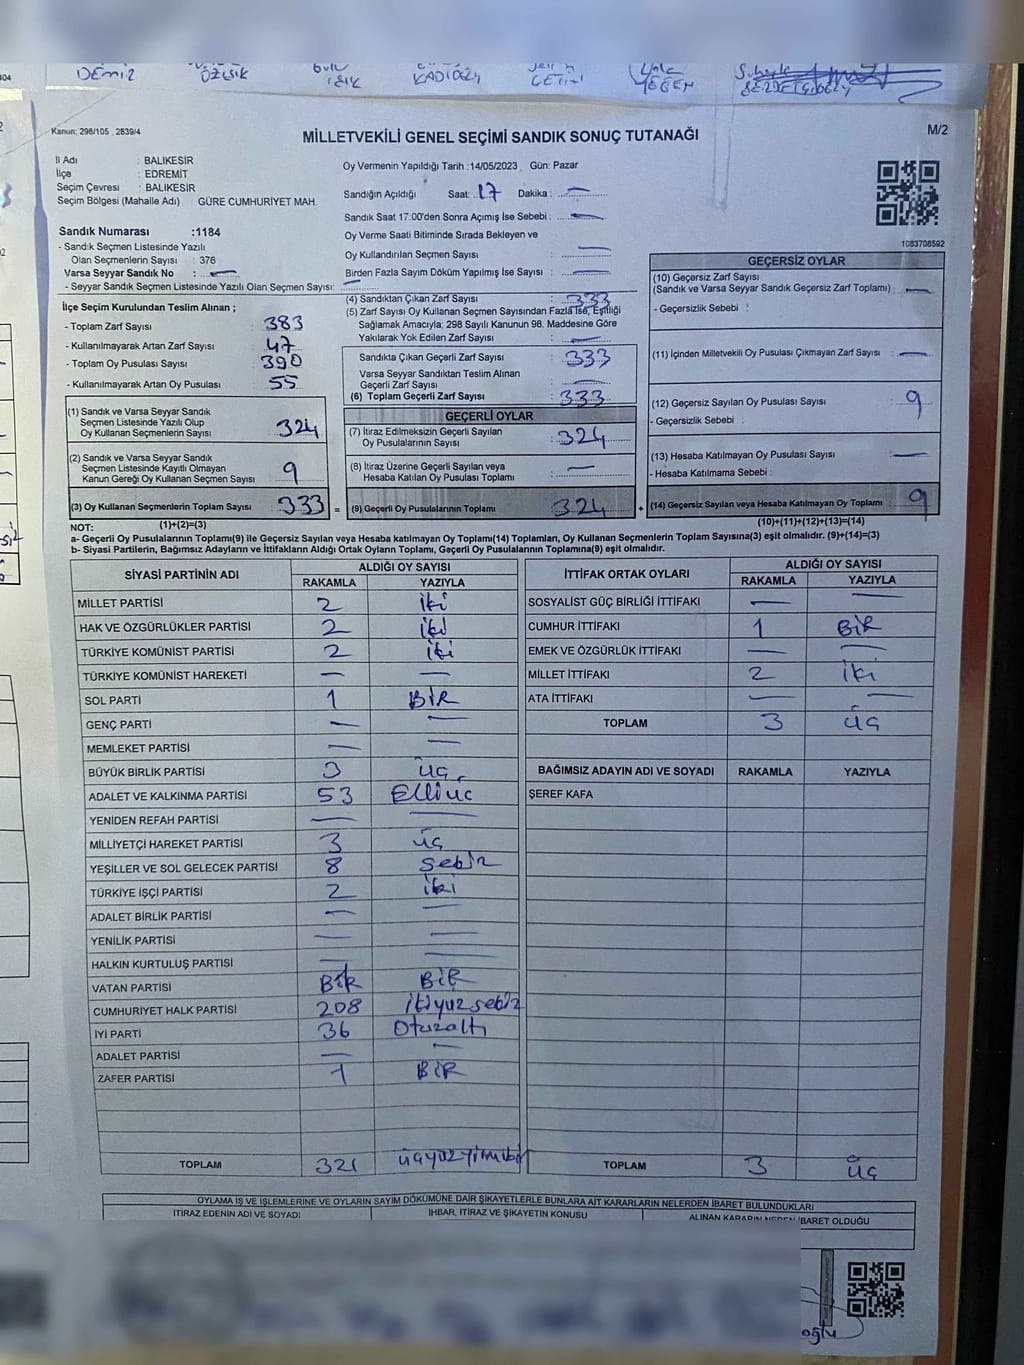 DEMİR ÖZIŞIK IŞIK KADIOĞLU ÇETİN YEĞEN
Kanun; 298/105 , 2839/4
MİLLETVEKİLİ GENEL SEÇİMİ SANDIK SONUÇ TUTANAĞI
M/2
İl Adı : BALIKESİR
İlçe : EDREMİT
Seçim Çevresi : BALIKESİR
Seçim Bölgesi (Mahalle Adı) GÜRE CUMHURİYET MAH.
Sandık Numarası :1184
- Sandık Seçmen Listesinde Yazılı
Olan Seçmenlerin Sayısı : 376
Varsa Seyyar Sandık No : —
- Seyyar Sandık Seçmen Listesinde Yazılı Olan Seçmen Sayısı: —
Oy Vermenin Yapıldığı Tarih :14/05/2023 , Gün: Pazar
Sandığın Açıldığı Saat: 17 Dakika : —
Sandık Saat 17.00'den Sonra Açımış İse Sebebi : —
Oy Verme Saati Bitiminde Sırada Bekleyen ve
Oy Kullandırılan Seçmen Sayısı : —
Birden Fazla Sayım Döküm Yapılmış İse Sayısı : —
1083708592
İlçe Seçim Kurulundan Teslim Alınan ;
- Toplam Zarf Sayısı : 383
- Kullanılmayarak Artan Zarf Sayısı : 47
- Toplam Oy Pusulası Sayısı : 390
- Kullanılmayarak Artan Oy Pusulası : 55
(1) Sandık ve Varsa Seyyar Sandık
Seçmen Listesinde Yazılı Olup
Oy Kullanan Seçmenlerin Sayısı : 324
(2) Sandık ve Varsa Seyyar Sandık
Seçmen Listesinde Kayıtlı Olmayan
Kanun Gereği Oy Kullanan Seçmen Sayısı : 9
(3) Oy Kullanan Seçmenlerin Toplam Sayısı : 333 =
(1)+(2)=(3)
(4) Sandıktan Çıkan Zarf Sayısı : 333
(5) Zarf Sayısı Oy Kullanan Seçmen Sayısından Fazla İse, Eşitliği
Sağlamak Amacıyla; 298 Sayılı Kanunun 98. Maddesine Göre
Yakılarak Yok Edilen Zarf Sayısı : —
Sandıkta Çıkan Geçerli Zarf Sayısı : 333
Varsa Seyyar Sandıktan Teslim Alınan
Geçerli Zarf Sayısı : —
(6) Toplam Geçerli Zarf Sayısı : 333
GEÇERLİ OYLAR
(7) İtiraz Edilmeksizin Geçerli Sayılan
Oy Pusulalarının Sayısı : 324
(8) İtiraz Üzerine Geçerli Sayılan veya
Hesaba Katılan Oy Pusulası Toplamı : —
(9) Geçerli Oy Pusulalarının Toplamı : 324 +
GEÇERSİZ OYLAR
(10) Geçersiz Zarf Sayısı
(Sandık ve Varsa Seyyar Sandık Geçersiz Zarf Toplamı) : —
- Geçersizlik Sebebi :
(11) İçinden Milletvekili Oy Pusulası Çıkmayan Zarf Sayısı : —
(12) Geçersiz Sayılan Oy Pusulası Sayısı : 9
- Geçersizlik Sebebi :
(13) Hesaba Katılmayan Oy Pusulası Sayısı : —
- Hesaba Katılmama Sebebi :
(14) Geçersiz Sayılan veya Hesaba Katılmayan Oy Toplamı : 9
(10)+(11)+(12)+(13)=(14)
NOT:
a- Geçerli Oy Pusulalarının Toplamı(9) ile Geçersiz Sayılan veya Hesaba katılmayan Oy Toplamı(14) Toplamları, Oy Kullanan Seçmenlerin Toplam Sayısına(3) eşit olmalıdır. (9)+(14)=(3)
b- Siyasi Partilerin, Bağımsız Adayların ve İttifakların Aldığı Ortak Oyların Toplamı, Geçerli Oy Pusulalarının Toplamına(9) eşit olmalıdır.
SİYASİ PARTİNİN ADI ALDIĞI OY SAYISI
RAKAMLA YAZIYLA
MİLLET PARTİSİ 2 iki
HAK VE ÖZGÜRLÜKLER PARTİSİ 2 iki
TÜRKİYE KOMÜNİST PARTİSİ 2 iki
TÜRKİYE KOMÜNİST HAREKETİ — —
SOL PARTİ 1 BİR
GENÇ PARTİ — —
MEMLEKET PARTİSİ — —
BÜYÜK BİRLİK PARTİSİ 3 üç
ADALET VE KALKINMA PARTİSİ 53 Elliüç
YENİDEN REFAH PARTİSİ — —
MİLLİYETÇİ HAREKET PARTİSİ 3 üç
YEŞİLLER VE SOL GELECEK PARTİSİ 8 sekiz
TÜRKİYE İŞÇİ PARTİSİ 2 iki
ADALET BİRLİK PARTİSİ — —
YENİLİK PARTİSİ — —
HALKIN KURTULUŞ PARTİSİ — —
VATAN PARTİSİ BİR BİR
CUMHURİYET HALK PARTİSİ 208 ikiyuzsekiz
İYİ PARTİ 36 Otuzaltı
ADALET PARTİSİ — —
ZAFER PARTİSİ 1 BİR
TOPLAM 321 üçyüzyirmibir
İTTİFAK ORTAK OYLARI ALDIĞI OY SAYISI
RAKAMLA YAZIYLA
SOSYALİST GÜÇ BİRLİĞİ İTTİFAKI — —
CUMHUR İTTİFAKI 1 BİR
EMEK VE ÖZGÜRLÜK İTTİFAKI — —
MİLLET İTTİFAKI 2 iki
ATA İTTİFAKI — —
TOPLAM 3 üç
BAĞIMSIZ ADAYIN ADI VE SOYADI RAKAMLA YAZIYLA
ŞEREF KAFA
TOPLAM 3 üç
OYLAMA İŞ VE İŞLEMLERİNE VE OYLARIN SAYIM DÖKÜMÜNE DAİR ŞİKAYETLERLE BUNLARA AİT KARARLARIN NELERDEN İBARET BULUNDUKLARI
İTİRAZ EDENİN ADI VE SOYADI İHBAR, İTİRAZ VE ŞİKAYETİN KONUSU ALINAN KARARIN NEDEN İBARET OLDUĞU
oğlu